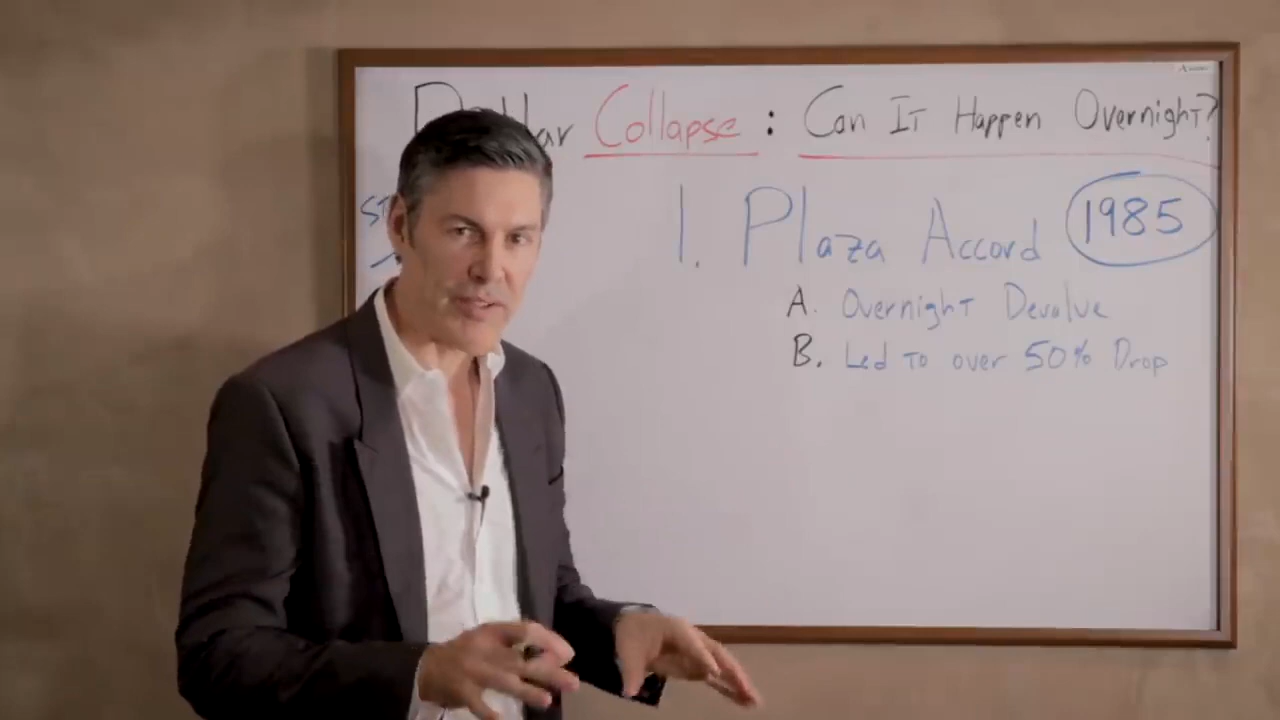 Collapse : Can It Happen Overnight?
1. Plaza Accord 1985
A. Overnight Devalue
B. Led To over 50% Drop